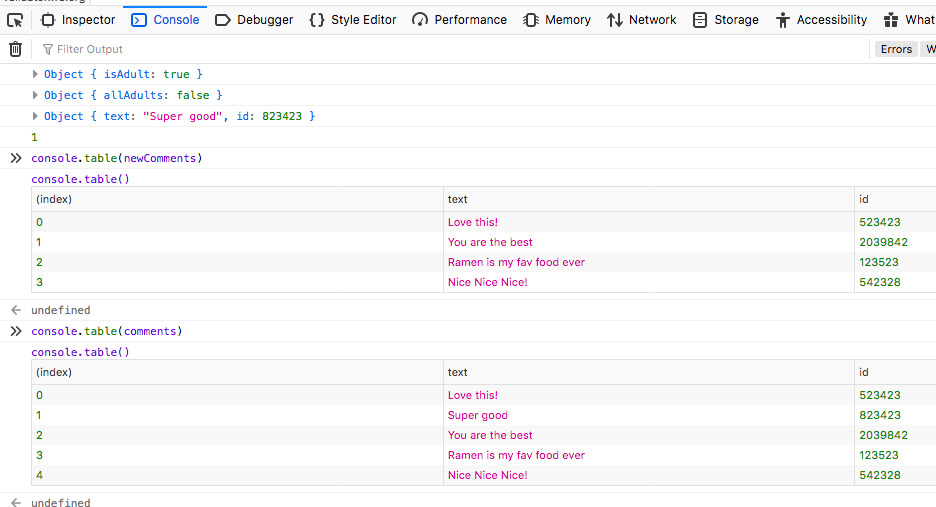 Inspector Console Debugger Style Editor Performance Memory Network Storage Accessibility What
Filter Output Errors W
Object { isAdult: true }
Object { allAdults: false }
Object { text: "Super good", id: 823423 }
1
console.table(newComments)
console.table()
(index) text id
0 Love this! 523423
1 You are the best 2039842
2 Ramen is my fav food ever 123523
3 Nice Nice Nice! 542328
undefined
console.table(comments)
console.table()
(index) text id
0 Love this! 523423
1 Super good 823423
2 You are the best 2039842
3 Ramen is my fav food ever 123523
4 Nice Nice Nice! 542328
undefined